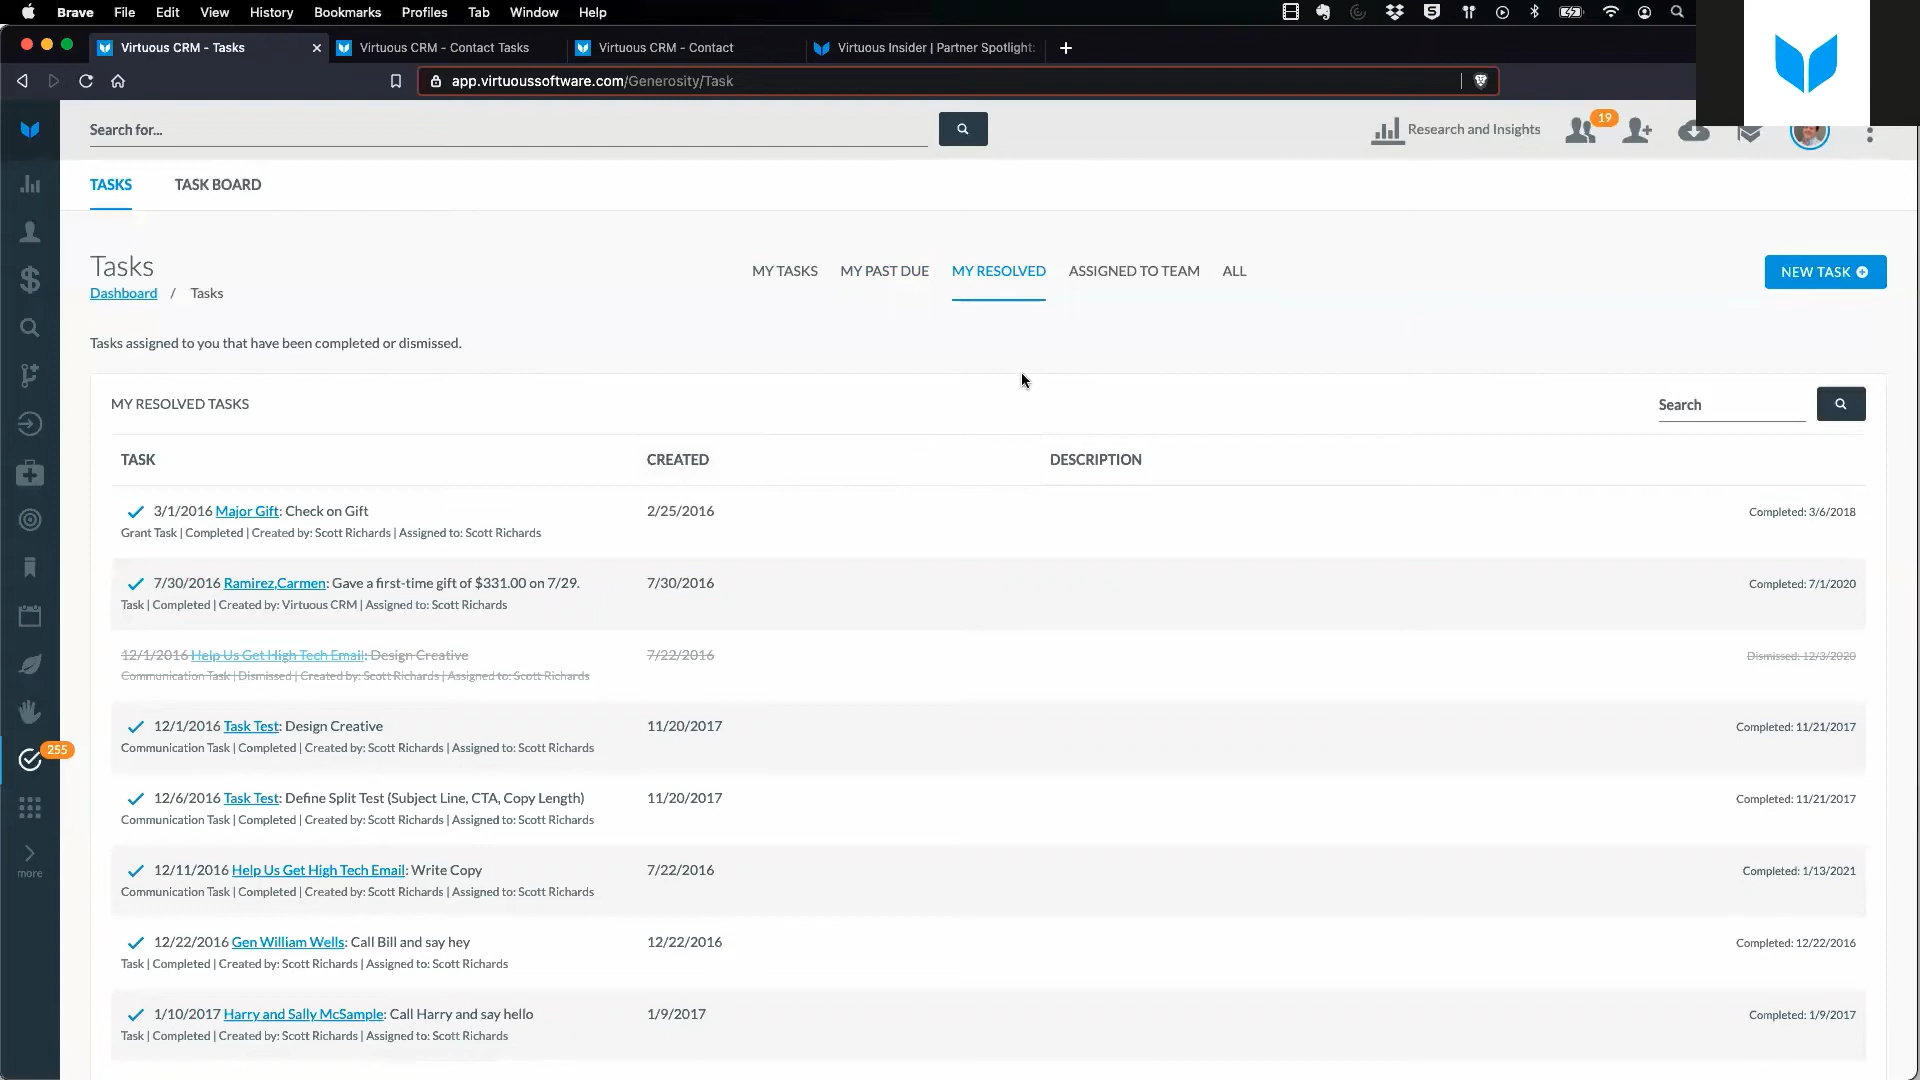 Brave File Edit View History Bookmarks Profiles Tab Window Help
Virtuous CRM - Tasks
Virtuous CRM - Contact Tasks
Virtuous CRM - Contact
Virtuous Insider | Partner Spotlight:
app.virtuoussoftware.com/Generosity/Task
Search for...
Research and Insights
19
TASKS TASK BOARD
Tasks
Dashboard / Tasks
MY TASKS MY PAST DUE MY RESOLVED ASSIGNED TO TEAM ALL
NEW TASK
Tasks assigned to you that have been completed or dismissed.
MY RESOLVED TASKS
Search
TASK CREATED DESCRIPTION
3/1/2016 Major Gift: Check on Gift 2/25/2016 Completed: 3/6/2018
Grant Task | Completed | Created by: Scott Richards | Assigned to: Scott Richards
7/30/2016 Ramirez,Carmen: Gave a first-time gift of $331.00 on 7/29. 7/30/2016 Completed: 7/1/2020
Task | Completed | Created by: Virtuous CRM | Assigned to: Scott Richards
12/1/2016 Help Us Get High Tech Email: Design Creative 7/22/2016 Dismissed: 12/3/2020
Communication Task | Dismissed | Created by: Scott Richards | Assigned to: Scott Richards
12/1/2016 Task Test: Design Creative 11/20/2017 Completed: 11/21/2017
Communication Task | Completed | Created by: Scott Richards | Assigned to: Scott Richards
12/6/2016 Task Test: Define Split Test (Subject Line, CTA, Copy Length) 11/20/2017 Completed: 11/21/2017
Communication Task | Completed | Created by: Scott Richards | Assigned to: Scott Richards
12/11/2016 Help Us Get High Tech Email: Write Copy 7/22/2016 Completed: 1/13/2021
Communication Task | Completed | Created by: Scott Richards | Assigned to: Scott Richards
12/22/2016 Gen William Wells: Call Bill and say hey 12/22/2016 Completed: 12/22/2016
Task | Completed | Created by: Scott Richards | Assigned to: Scott Richards
1/10/2017 Harry and Sally McSample: Call Harry and say hello 1/9/2017 Completed: 1/9/2017
Task | Completed | Created by: Scott Richards | Assigned to: Scott Richards
255
more